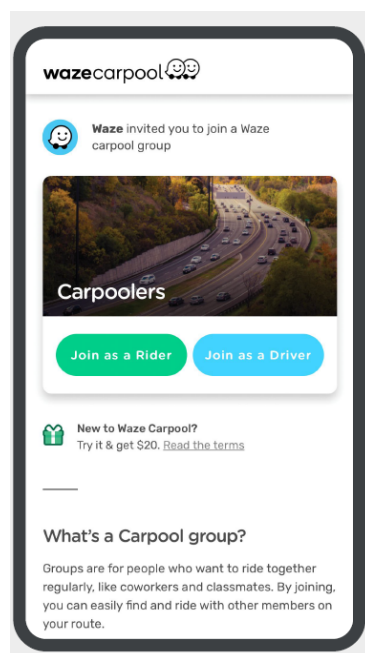 wazecarpool
Waze invited you to join a Waze
carpool group
Carpoolers
Join as a Rider
Join as a Driver
New to Waze Carpool?
Try it & get $20. Read the terms
What's a Carpool group?
Groups are for people who want to ride together
regularly, like coworkers and classmates. By joining,
you can easily find and ride with other members on
your route.